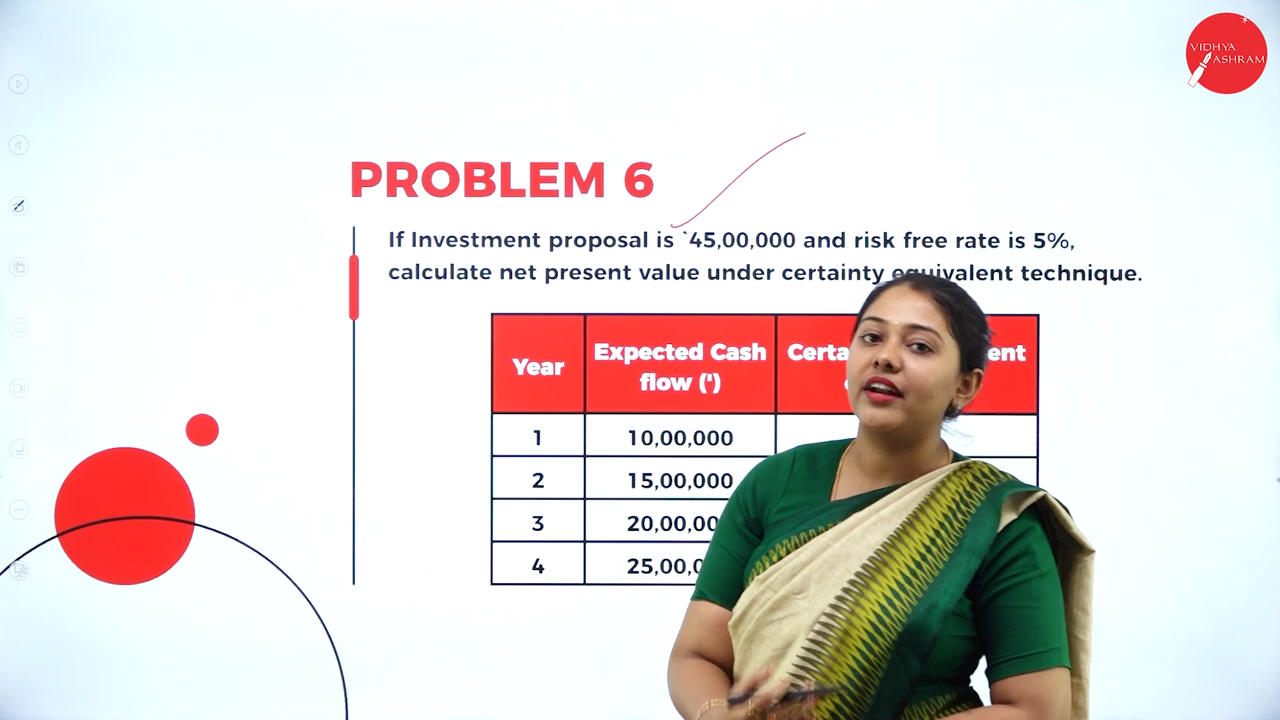 VIDHYA
ASHRAM
PROBLEM 6
If Investment proposal is `45,00,000 and risk free rate is 5%,
calculate net present value under certainty equivalent technique.
Year
Expected Cash
flow (')
1 10,00,000
2 15,00,000
3
4